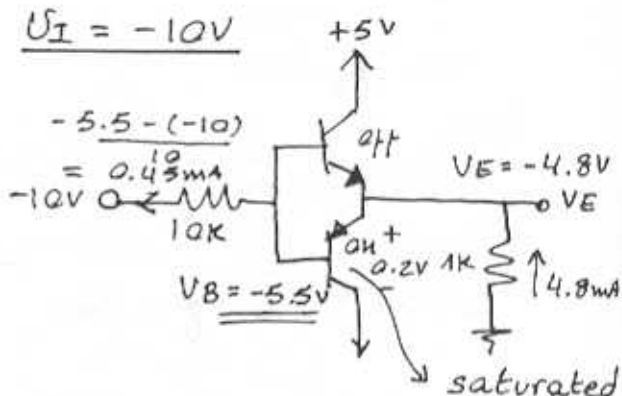 VI = -10V
+5V
-5.5-(-10)
10
= 0.45mA
off
VE = -4.8V
-10V
VE
10K
on +
0.2V
-
1K
4.8mA
VB = -5.5V
saturated